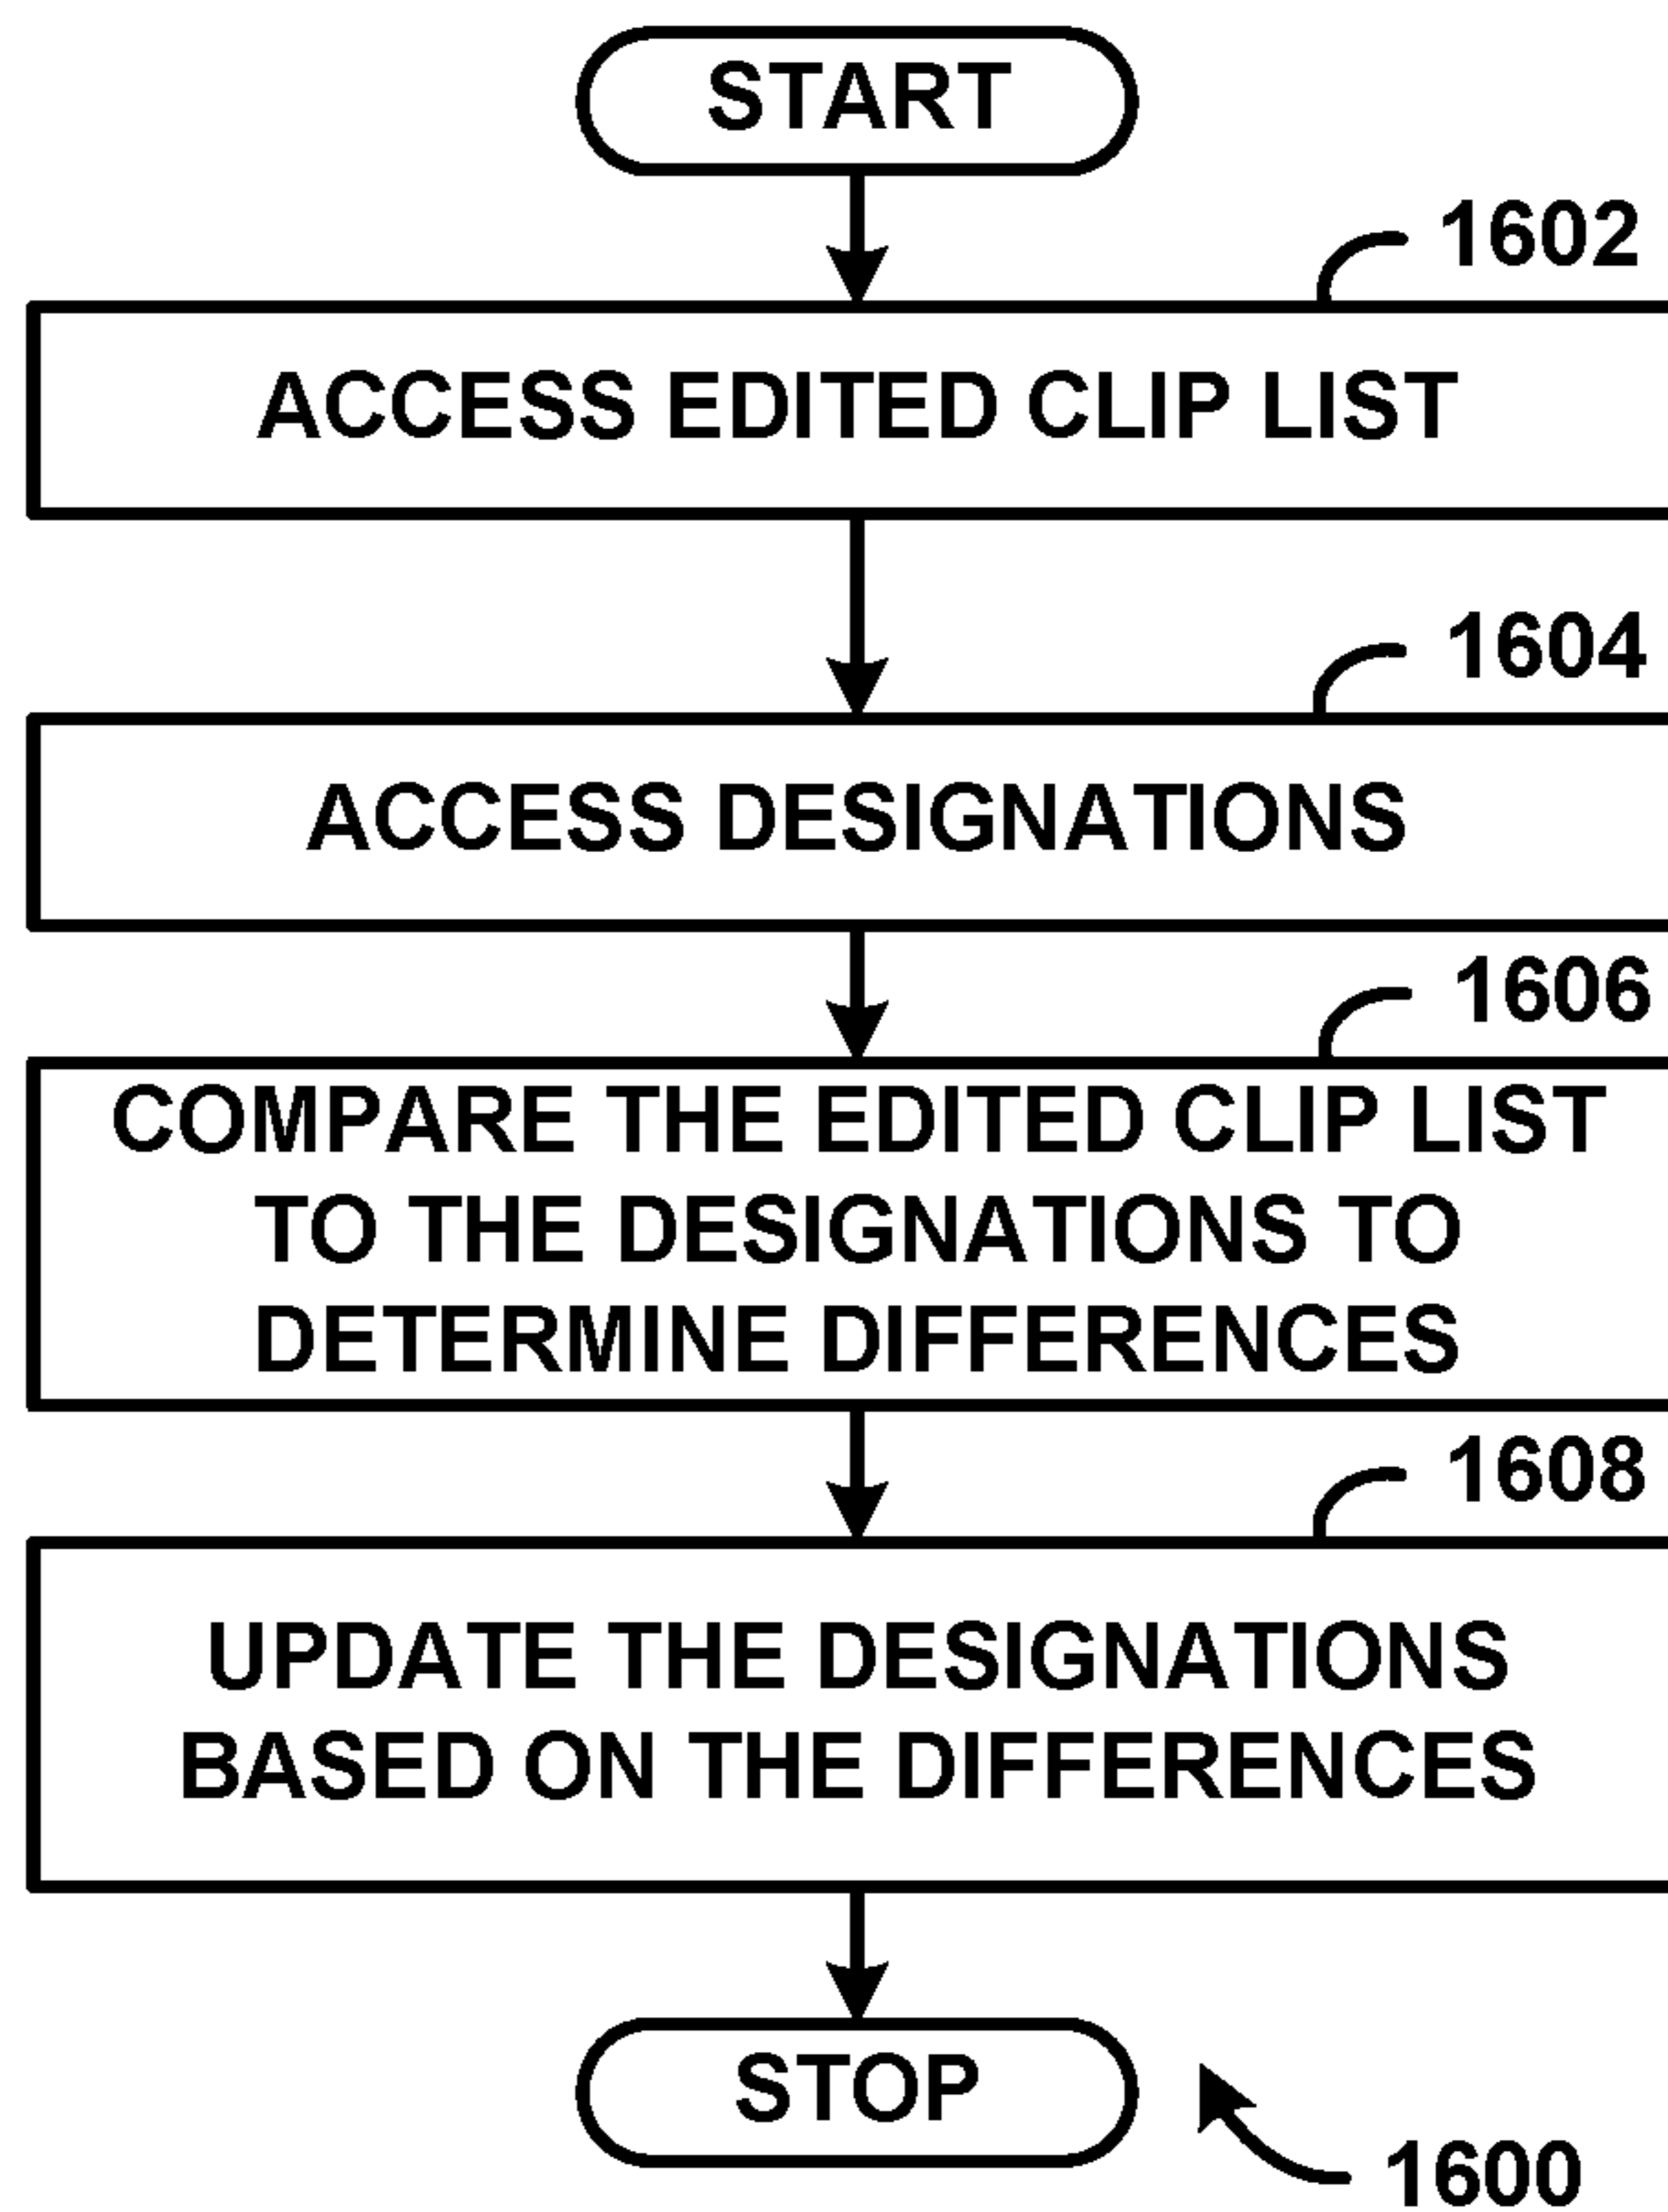 START
1602
ACCESS EDITED CLIP LIST
1604
ACCESS DESIGNATIONS
1606
COMPARE THE EDITED CLIP LIST
TO THE DESIGNATIONS TO
DETERMINE DIFFERENCES
1608
UPDATE THE DESIGNATIONS
BASED ON THE DIFFERENCES
STOP
1600